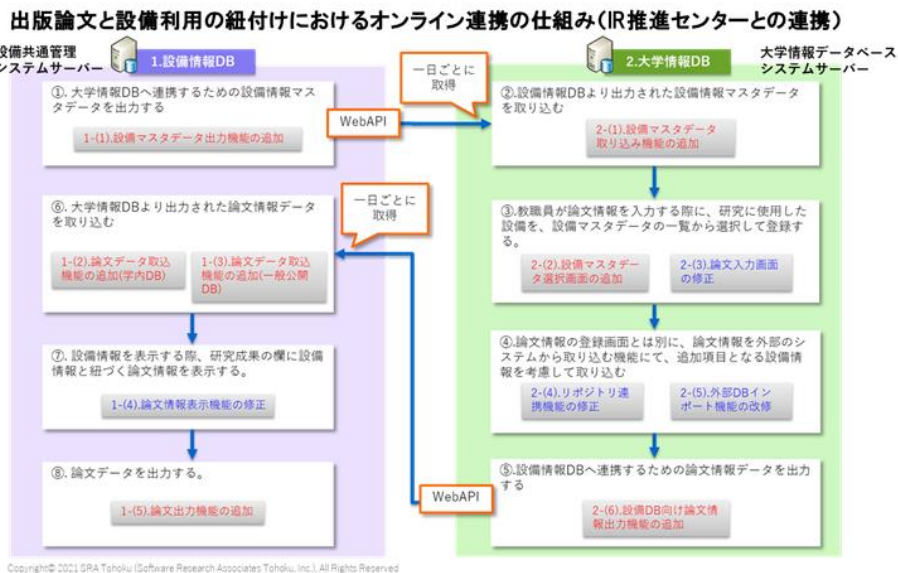 出版論文と設備利用の紐付けにおけるオンライン連携の仕組み(IR推進センターとの連携)
設備共通管理
システムサーバー
1.設備情報DB
一日ごとに
取得
2.大学情報DB
大学情報データベース
システムサーバー
①. 大学情報DBへ連携するための設備情報マス
タデータを出力する
1-(1).設備マスタデータ出力機能の追加
WebAPI
②設備情報DBより出力された設備情報マスタデータ
を取り込む
2-(1).設備マスタデータ
取り込み機能の追加
⑥. 大学情報DBより出力された論文情報データ
を取り込む
1-(2).論文データ取込
機能の追加(学内DB)
1-(3).論文データ取込
機能の追加(一般公開
DB)
一日ごとに
取得
③.教職員が論文情報を入力する際に、研究に使用した
設備を、設備マスタデータの一覧から選択して登録す
る。
2-(2).設備マスタデー
タ選択画面の追加
2-(3).論文入力画面
の修正
⑦. 設備情報を表示する際、研究成果の欄に設備
情報と紐づく論文情報を表示する。
1-(4).論文情報表示機能の修正
④論文情報の登録画面とは別に、論文情報を外部のシ
ステムから取り込む機能にて、追加項目となる設備情
報を考慮して取込む
2-(4).リポジトリ連
携機能の修正
2-(5).外部DBイン
ポート機能の改修
⑧. 論文データを出力する。
1-(5).論文出力機能の追加
WebAPI
⑤設備情報DBへ連携するための論文情報データを出力
する
2-(6).設備DB向け論文情
報出力機能の追加
Copyright© 2021 SRA Tohoku (Software Research Associates Tohoku, Inc.), All Rights Reserved